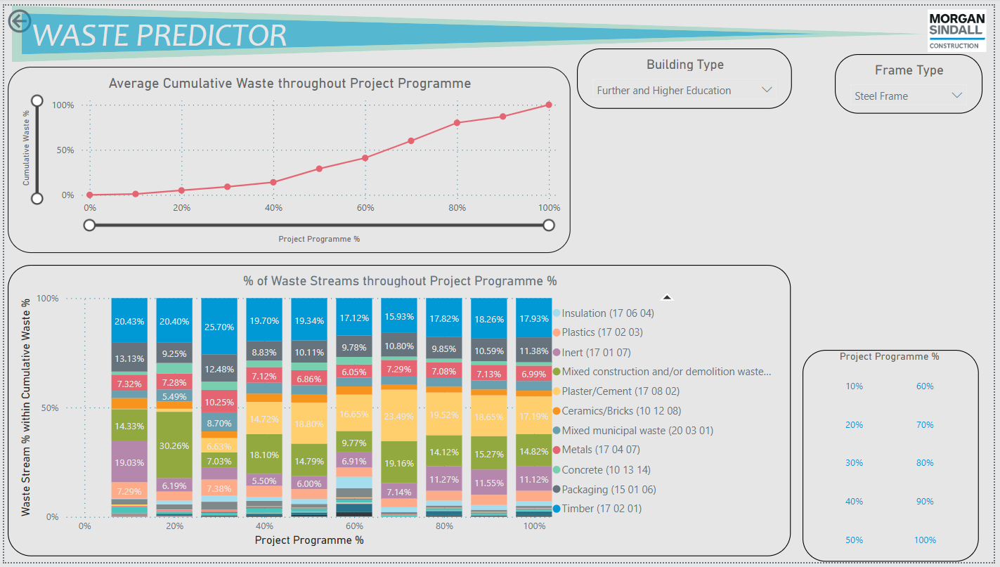 WASTE PREDICTOR
MORGAN
SINDALL
CONSTRUCTION
Building Type
Further and Higher Education
Frame Type
Steel Frame
Average Cumulative Waste throughout Project Programme
Cumulative Waste %
100%
50%
0%
0% 20% 40% 60% 80% 100%
Project Programme %
% of Waste Streams throughout Project Programme %
Waste Stream % within Cumulative Waste %
100%
50%
0%
20.43% 20.40% 25.70% 19.70% 19.34% 17.12% 15.93% 17.82% 18.26% 17.93%
13.13% 9.25% 12.48% 8.83% 10.11% 9.78% 10.80% 9.85% 10.59% 11.38%
7.32% 7.28% 10.25% 7.12% 6.86% 6.05% 7.29% 7.08% 7.13% 6.99%
5.49% 8.70%
6.63% 14.72% 18.80% 16.65% 23.49% 19.52% 18.65% 17.19%
14.33% 30.26% 7.03% 18.10% 14.79% 9.77% 19.16% 14.12% 15.27% 14.82%
19.03% 6.19% 5.50% 6.00% 6.91% 7.14% 11.27% 11.55% 11.12%
7.29% 7.38%
0% 20% 40% 60% 80% 100%
Project Programme %
Insulation (17 06 04)
Plastics (17 02 03)
Inert (17 01 07)
Mixed construction and/or demolition waste...
Plaster/Cement (17 08 02)
Ceramics/Bricks (10 12 08)
Mixed municipal waste (20 03 01)
Metals (17 04 07)
Concrete (10 13 14)
Packaging (15 01 06)
Timber (17 02 01)
Project Programme %
10% 60%
20% 70%
30% 80%
40% 90%
50% 100%